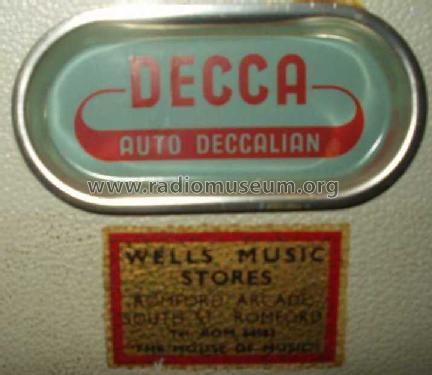 DECCA
AUTO DECCALIAN
www.radiomuseum.org
WELLS MUSIC
STORES
ROMFORD ARCADE
SOUTH ST. ROMFORD
"THE HOUSE OF MUSIC"